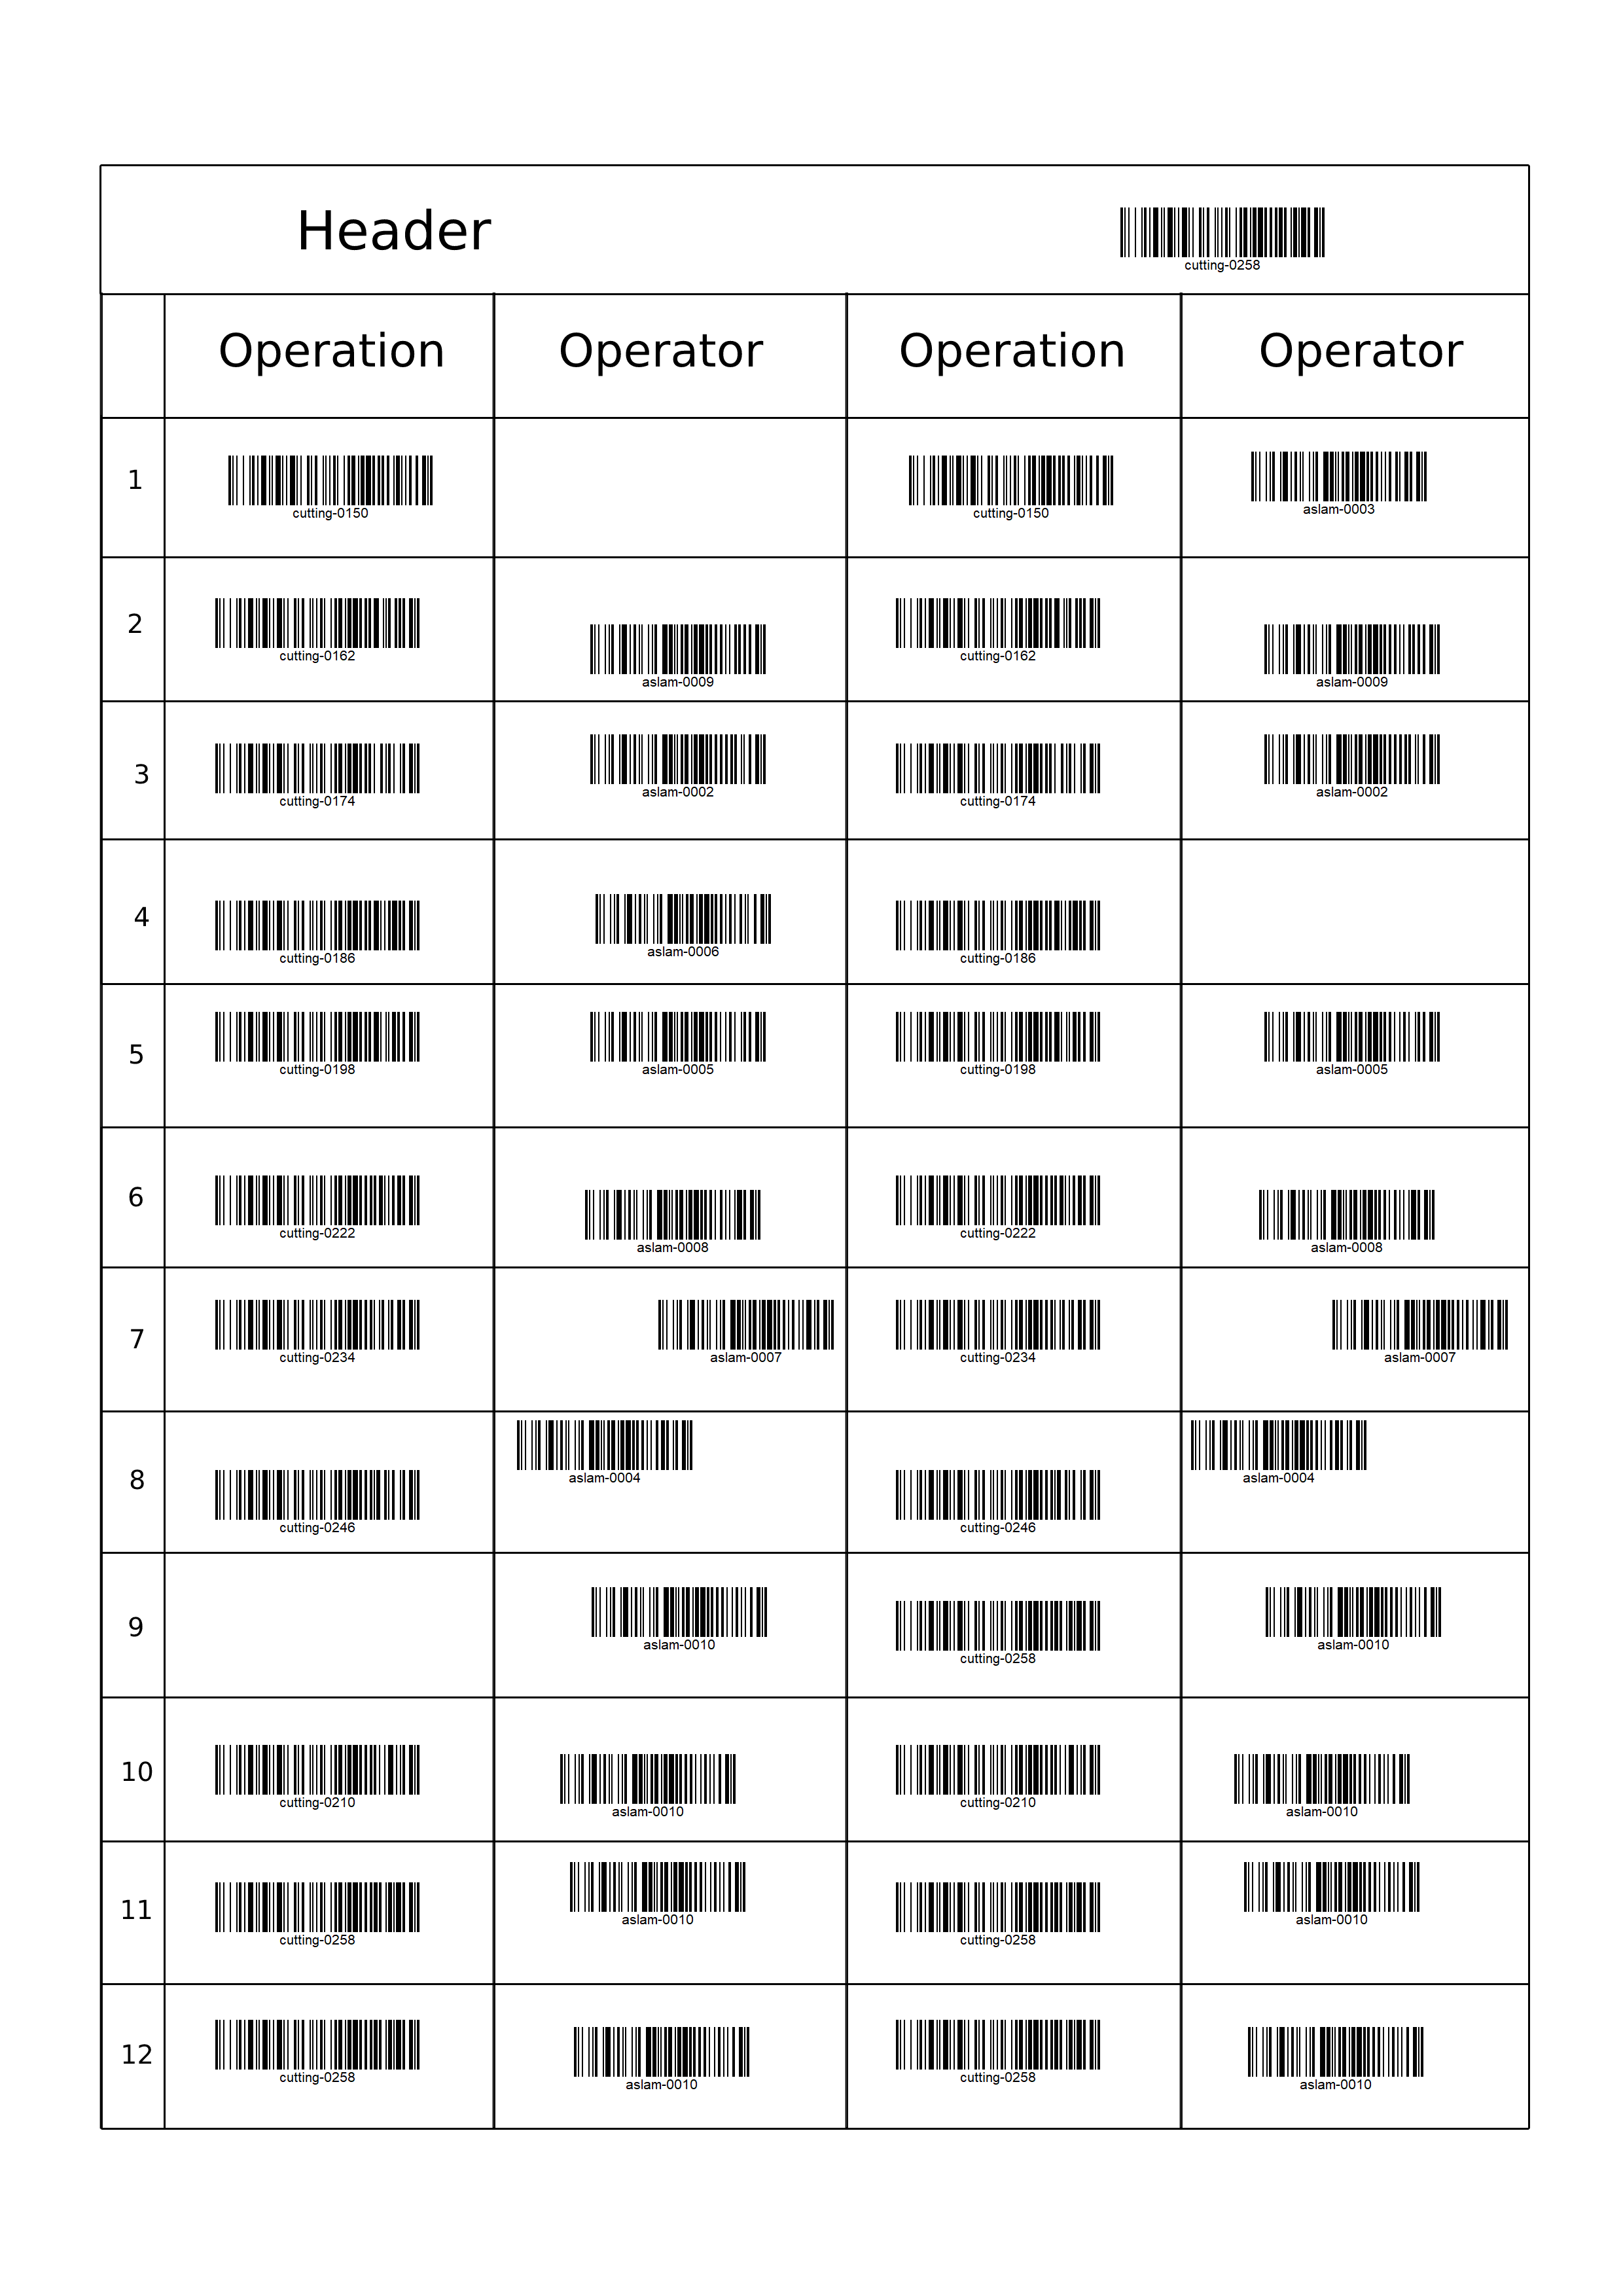 Header
cutting-0258
Operation Operator Operation Operator
1 cutting-0150 cutting-0150 aslam-0003
2 cutting-0162 aslam-0009 cutting-0162 aslam-0009
3 cutting-0174 aslam-0002 cutting-0174 aslam-0002
4 cutting-0186 aslam-0006 cutting-0186
5 cutting-0198 aslam-0005 cutting-0198 aslam-0005
6 cutting-0222 aslam-0008 cutting-0222 aslam-0008
7 cutting-0234 aslam-0007 cutting-0234 aslam-0007
8 cutting-0246 aslam-0004 cutting-0246 aslam-0004
9 aslam-0010 cutting-0258 aslam-0010
10 cutting-0210 aslam-0010 cutting-0210 aslam-0010
11 cutting-0258 aslam-0010 cutting-0258 aslam-0010
12 cutting-0258 aslam-0010 cutting-0258 aslam-0010